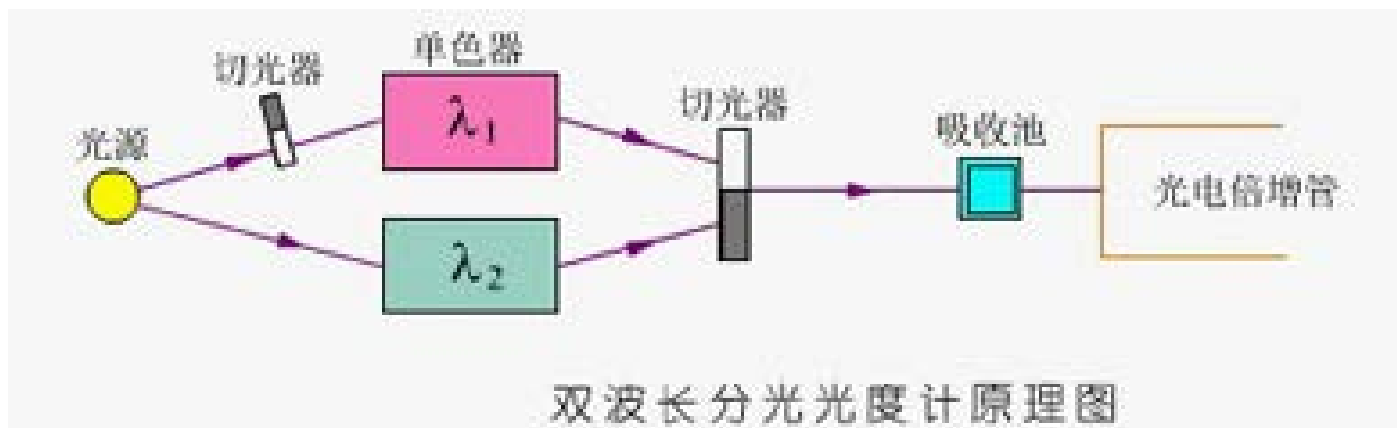 单色器
切光器
λ1
切光器
光源
吸收池
光电倍增管
λ2
双波长分光光度计原理图